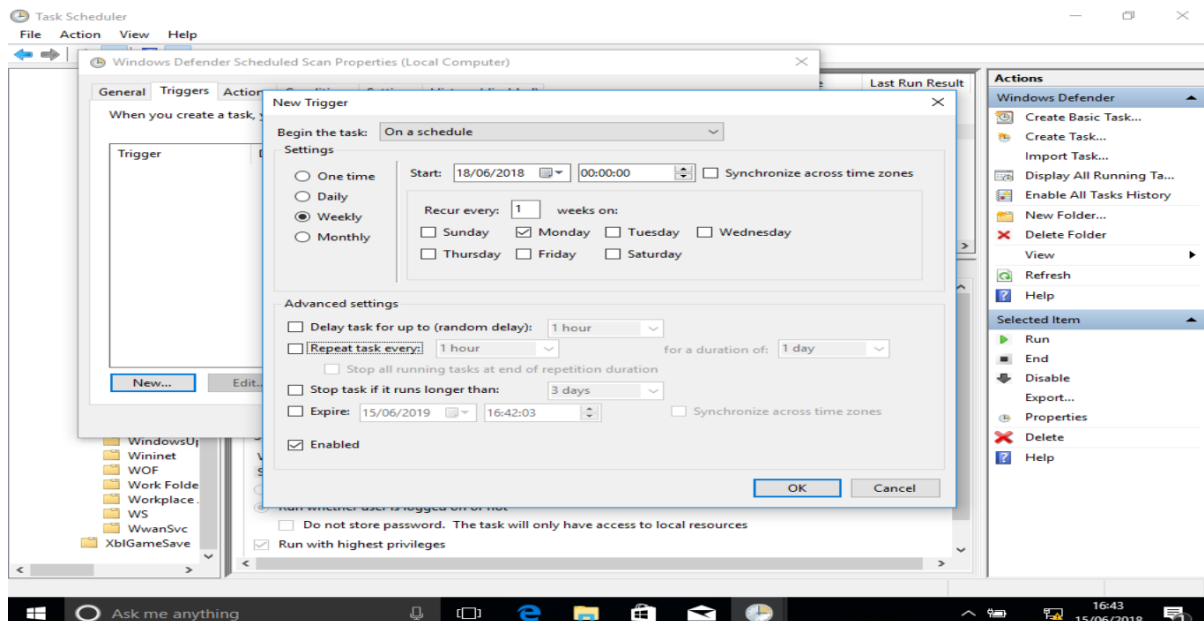 Task Scheduler
File Action View Help
Windows Defender Scheduled Scan Properties (Local Computer)
General Triggers Action
When you create a task,
Trigger
New...
Edit..
New Trigger
Begin the task: On a schedule
Settings
One time
Daily
Weekly
Monthly
Start: 18/06/2018 00:00:00 Synchronize across time zones
Recur every: 1 weeks on:
Sunday Monday Tuesday Wednesday
Thursday Friday Saturday
Advanced settings
Delay task for up to (random delay): 1 hour
Repeat task every: 1 hour for a duration of: 1 day
Stop all running tasks at end of repetition duration
Stop task if it runs longer than: 3 days
Expire: 15/06/2019 16:42:03 Synchronize across time zones
Enabled
OK Cancel
Last Run Result
WindowsUp
Wininet
WOF
Work Folde
Workplace
WS
WwanSvc
XblGameSave
Run whether user is logged on or not
Do not store password. The task will only have access to local resources
Run with highest privileges
Actions
Windows Defender
Create Basic Task...
Create Task...
Import Task...
Display All Running Ta...
Enable All Tasks History
New Folder...
Delete Folder
View
Refresh
Help
Selected Item
Run
End
Disable
Export...
Properties
Delete
Help
Ask me anything
16:43
15/06/2018